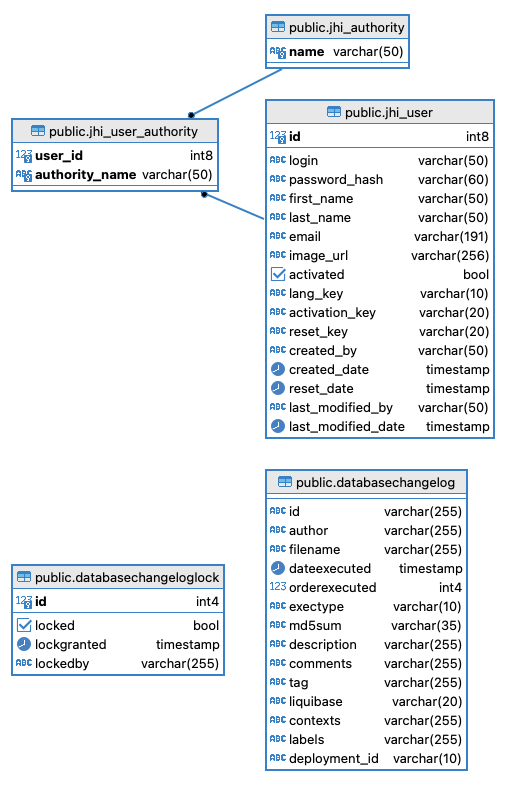 public.jhi_authority
name varchar(50)
public.jhi_user_authority
user_id int8
authority_name varchar(50)
public.jhi_user
id int8
login varchar(50)
password_hash varchar(60)
first_name varchar(50)
last_name varchar(50)
email varchar(191)
image_url varchar(256)
activated bool
lang_key varchar(10)
activation_key varchar(20)
reset_key varchar(20)
created_by varchar(50)
created_date timestamp
reset_date timestamp
last_modified_by varchar(50)
last_modified_date timestamp
public.databasechangeloglock
id int4
locked bool
lockgranted timestamp
lockedby varchar(255)
public.databasechangelog
id varchar(255)
author varchar(255)
filename varchar(255)
dateexecuted timestamp
orderexecuted int4
exectype varchar(10)
md5sum varchar(35)
description varchar(255)
comments varchar(255)
tag varchar(255)
liquibase varchar(20)
contexts varchar(255)
labels varchar(255)
deployment_id varchar(10)